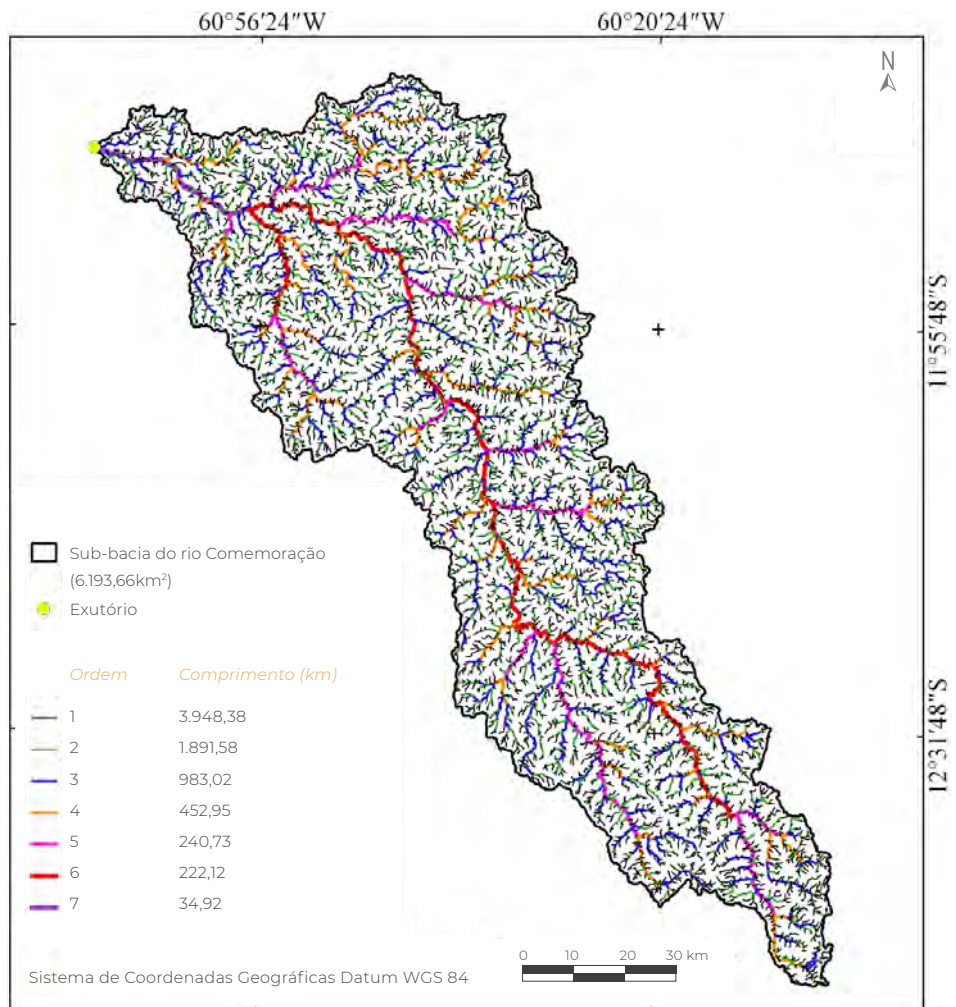 60°56'24"W
60°20'24"W
N
11°55'48"S
Sub-bacia do rio Comemoração
(6.193,66km²)
Exutório
Ordem Comprimento (km)
1 3.948,38
2 1.891,58
3 983,02
4 452,95
5 240,73
6 222,12
7 34,92
12°31'48"S
0 10 20 30 km
Sistema de Coordenadas Geográficas Datum WGS 84